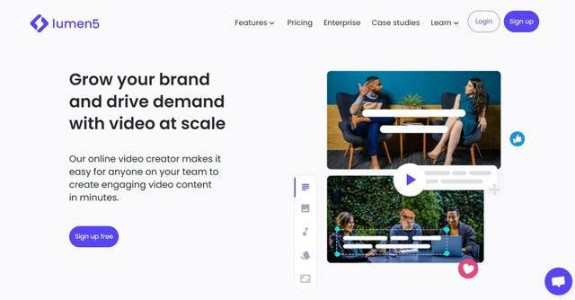 lumen5
Features Pricing Enterprise Case studies Learn Login Sign up
Grow your brand
and drive demand
with video at scale
Our online video creator makes it
easy for anyone on your team to
create engaging video content
in minutes.
Sign up free